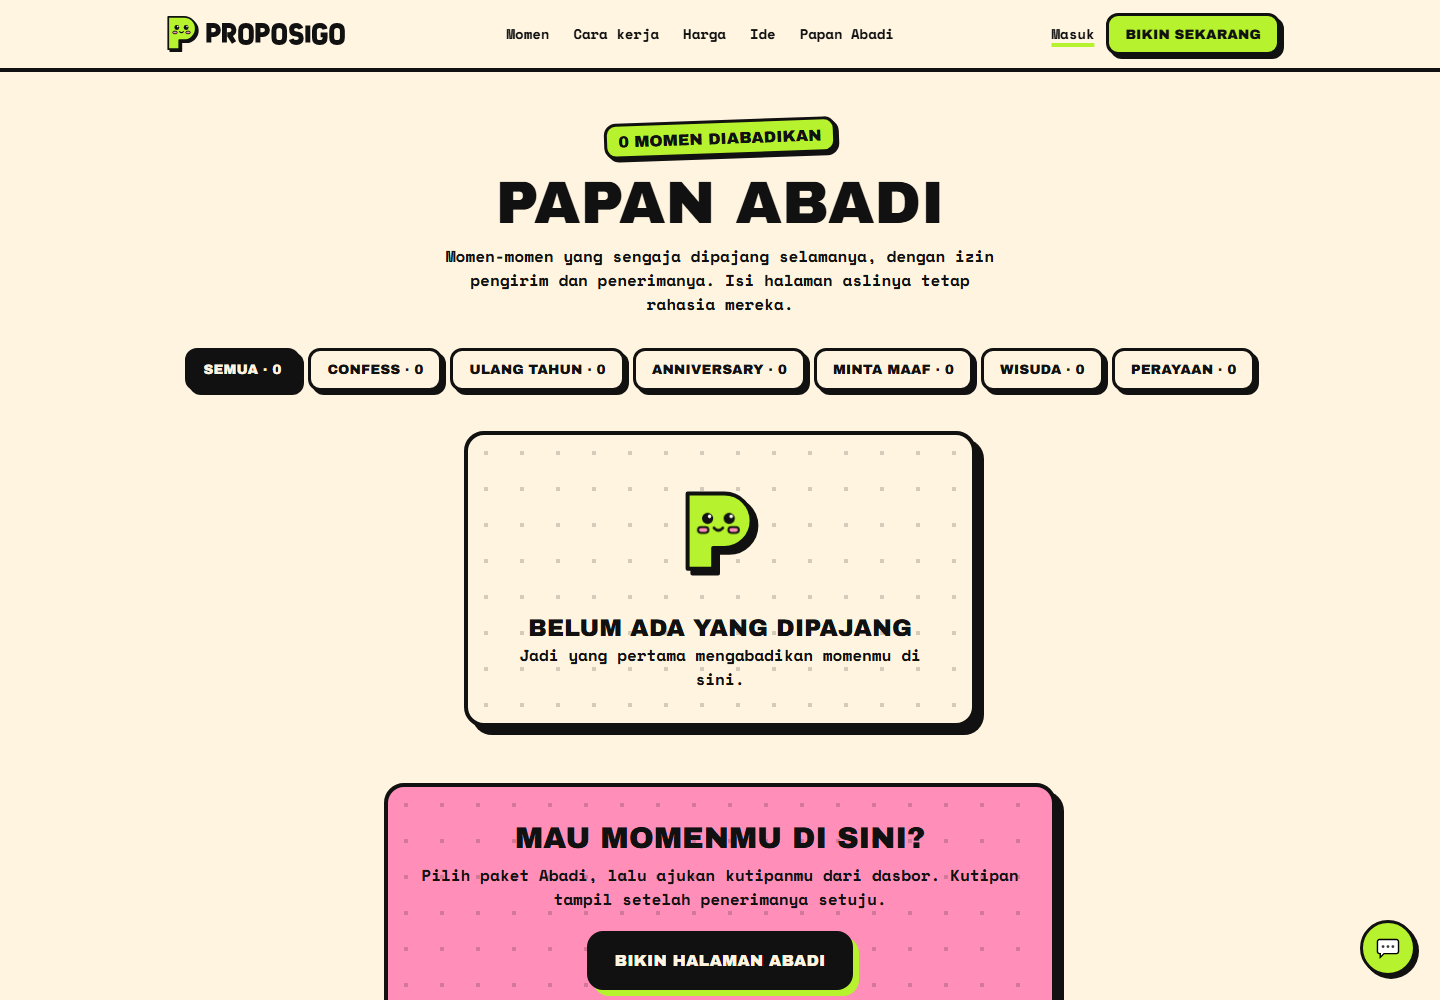 PROPOSIGO
Momen Cara kerja Harga Ide Papan Abadi
Masuk
BIKIN SEKARANG
0 MOMEN DIABADIKAN
PAPAN ABADI
Momen-momen yang sengaja dipajang selamanya, dengan izin
pengirim dan penerimanya. Isi halaman aslinya tetap
rahasia mereka.
SEMUA · 0
CONFESS · 0
ULANG TAHUN · 0
ANNIVERSARY · 0
MINTA MAAF · 0
WISUDA · 0
PERAYAAN · 0
BELUM ADA YANG DIPAJANG
Jadi yang pertama mengabadikan momenmu di
sini.
MAU MOMENMU DI SINI?
Pilih paket Abadi, lalu ajukan kutipanmu dari dasbor. Kutipan
tampil setelah penerimanya setuju.
BIKIN HALAMAN ABADI